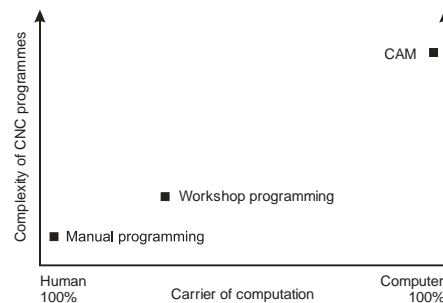 Complexity of CNC programmes
CAM
Workshop programming
Manual programming
Human
100%
Carrier of computation
Computer
100%